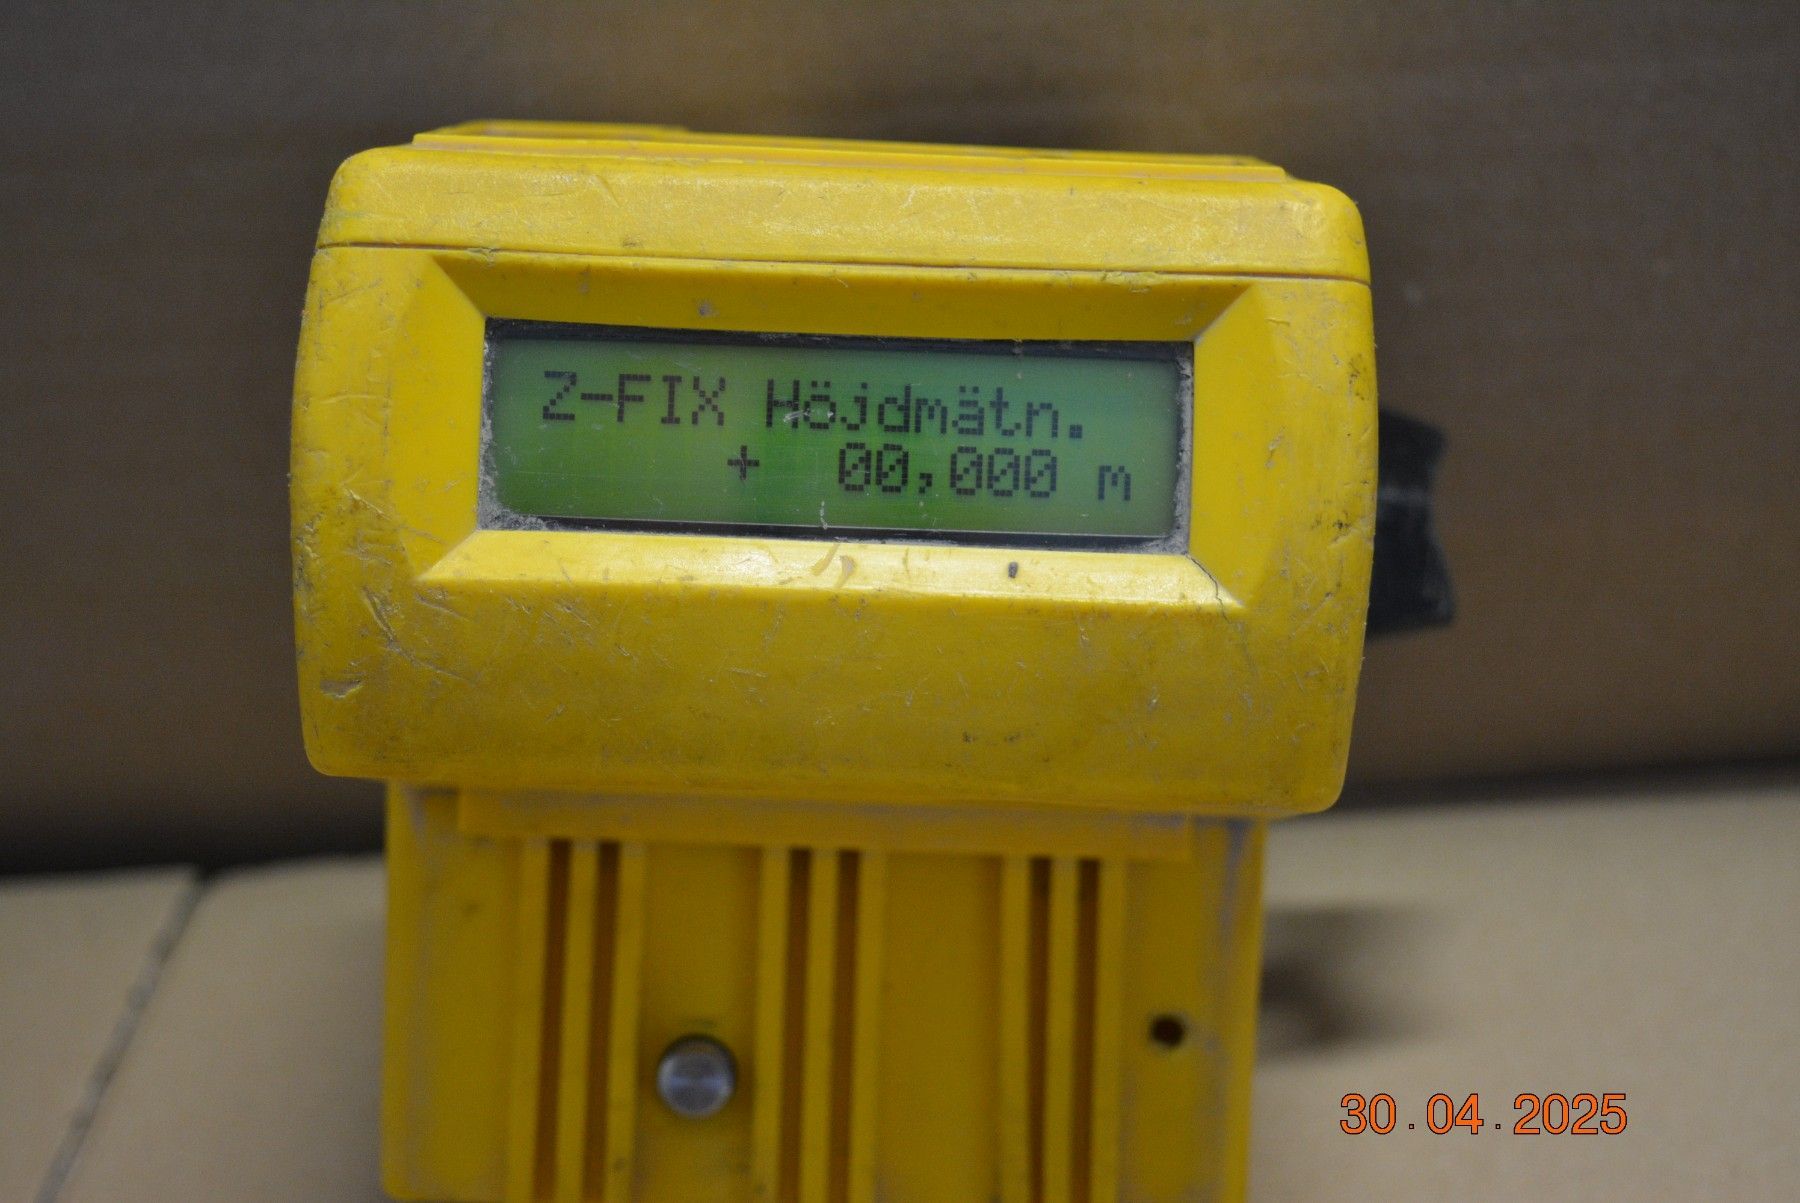 Z-FIX Höjdmätn.
+ 00,000 m
30.04.2025